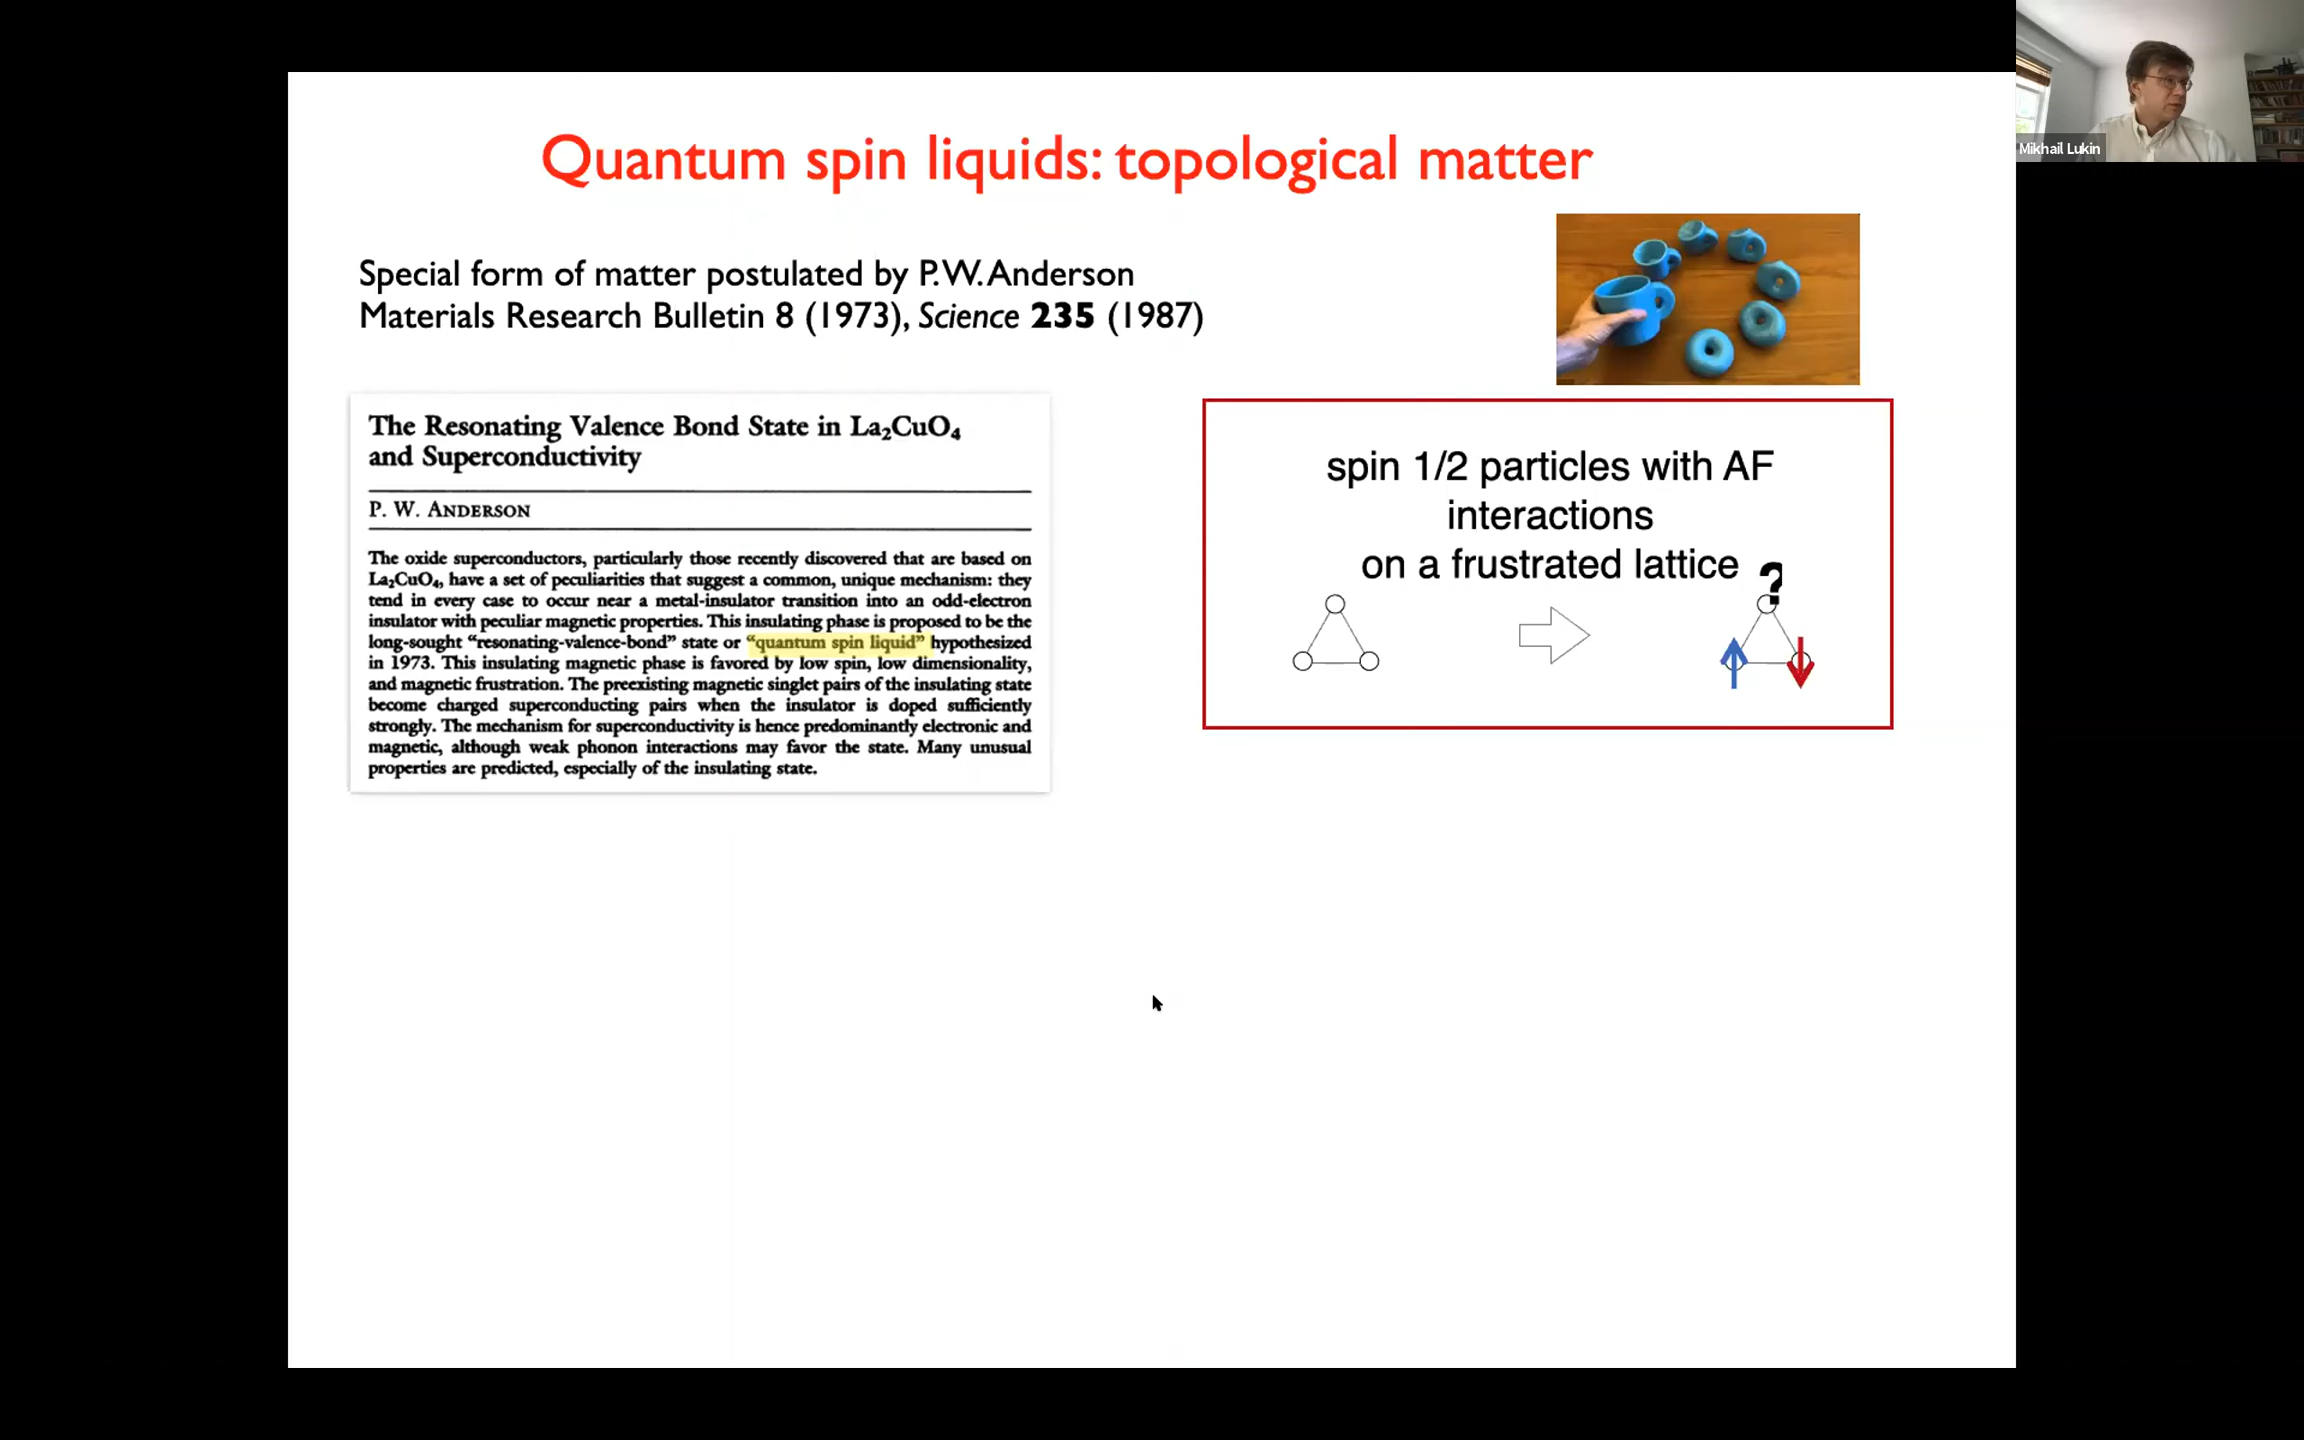 Mikhail Lukin
Quantum spin liquids: topological matter
Special form of matter postulated by P.W. Anderson
Materials Research Bulletin 8 (1973), Science 235 (1987)
The Resonating Valence Bond State in La₂CuO₄
and Superconductivity
P. W. ANDERSON
The oxide superconductors, particularly those recently discovered that are based on
La₂CuO₄, have a set of peculiarities that suggest a common, unique mechanism: they
tend in every case to occur near a metal-insulator transition into an odd-electron
insulator with peculiar magnetic properties. This insulating phase is proposed to be the
long-sought “resonating-valence-bond” state or “quantum spin liquid” hypothesized
in 1973. This insulating magnetic phase is favored by low spin, low dimensionality,
and magnetic frustration. The preexisting magnetic singlet pairs of the insulating state
become charged superconducting pairs when the insulator is doped sufficiently
strongly. The mechanism for superconductivity is hence predominantly electronic and
magnetic, although weak phonon interactions may favor the state. Many unusual
properties are predicted, especially of the insulating state.
spin 1/2 particles with AF
interactions
on a frustrated lattice
?